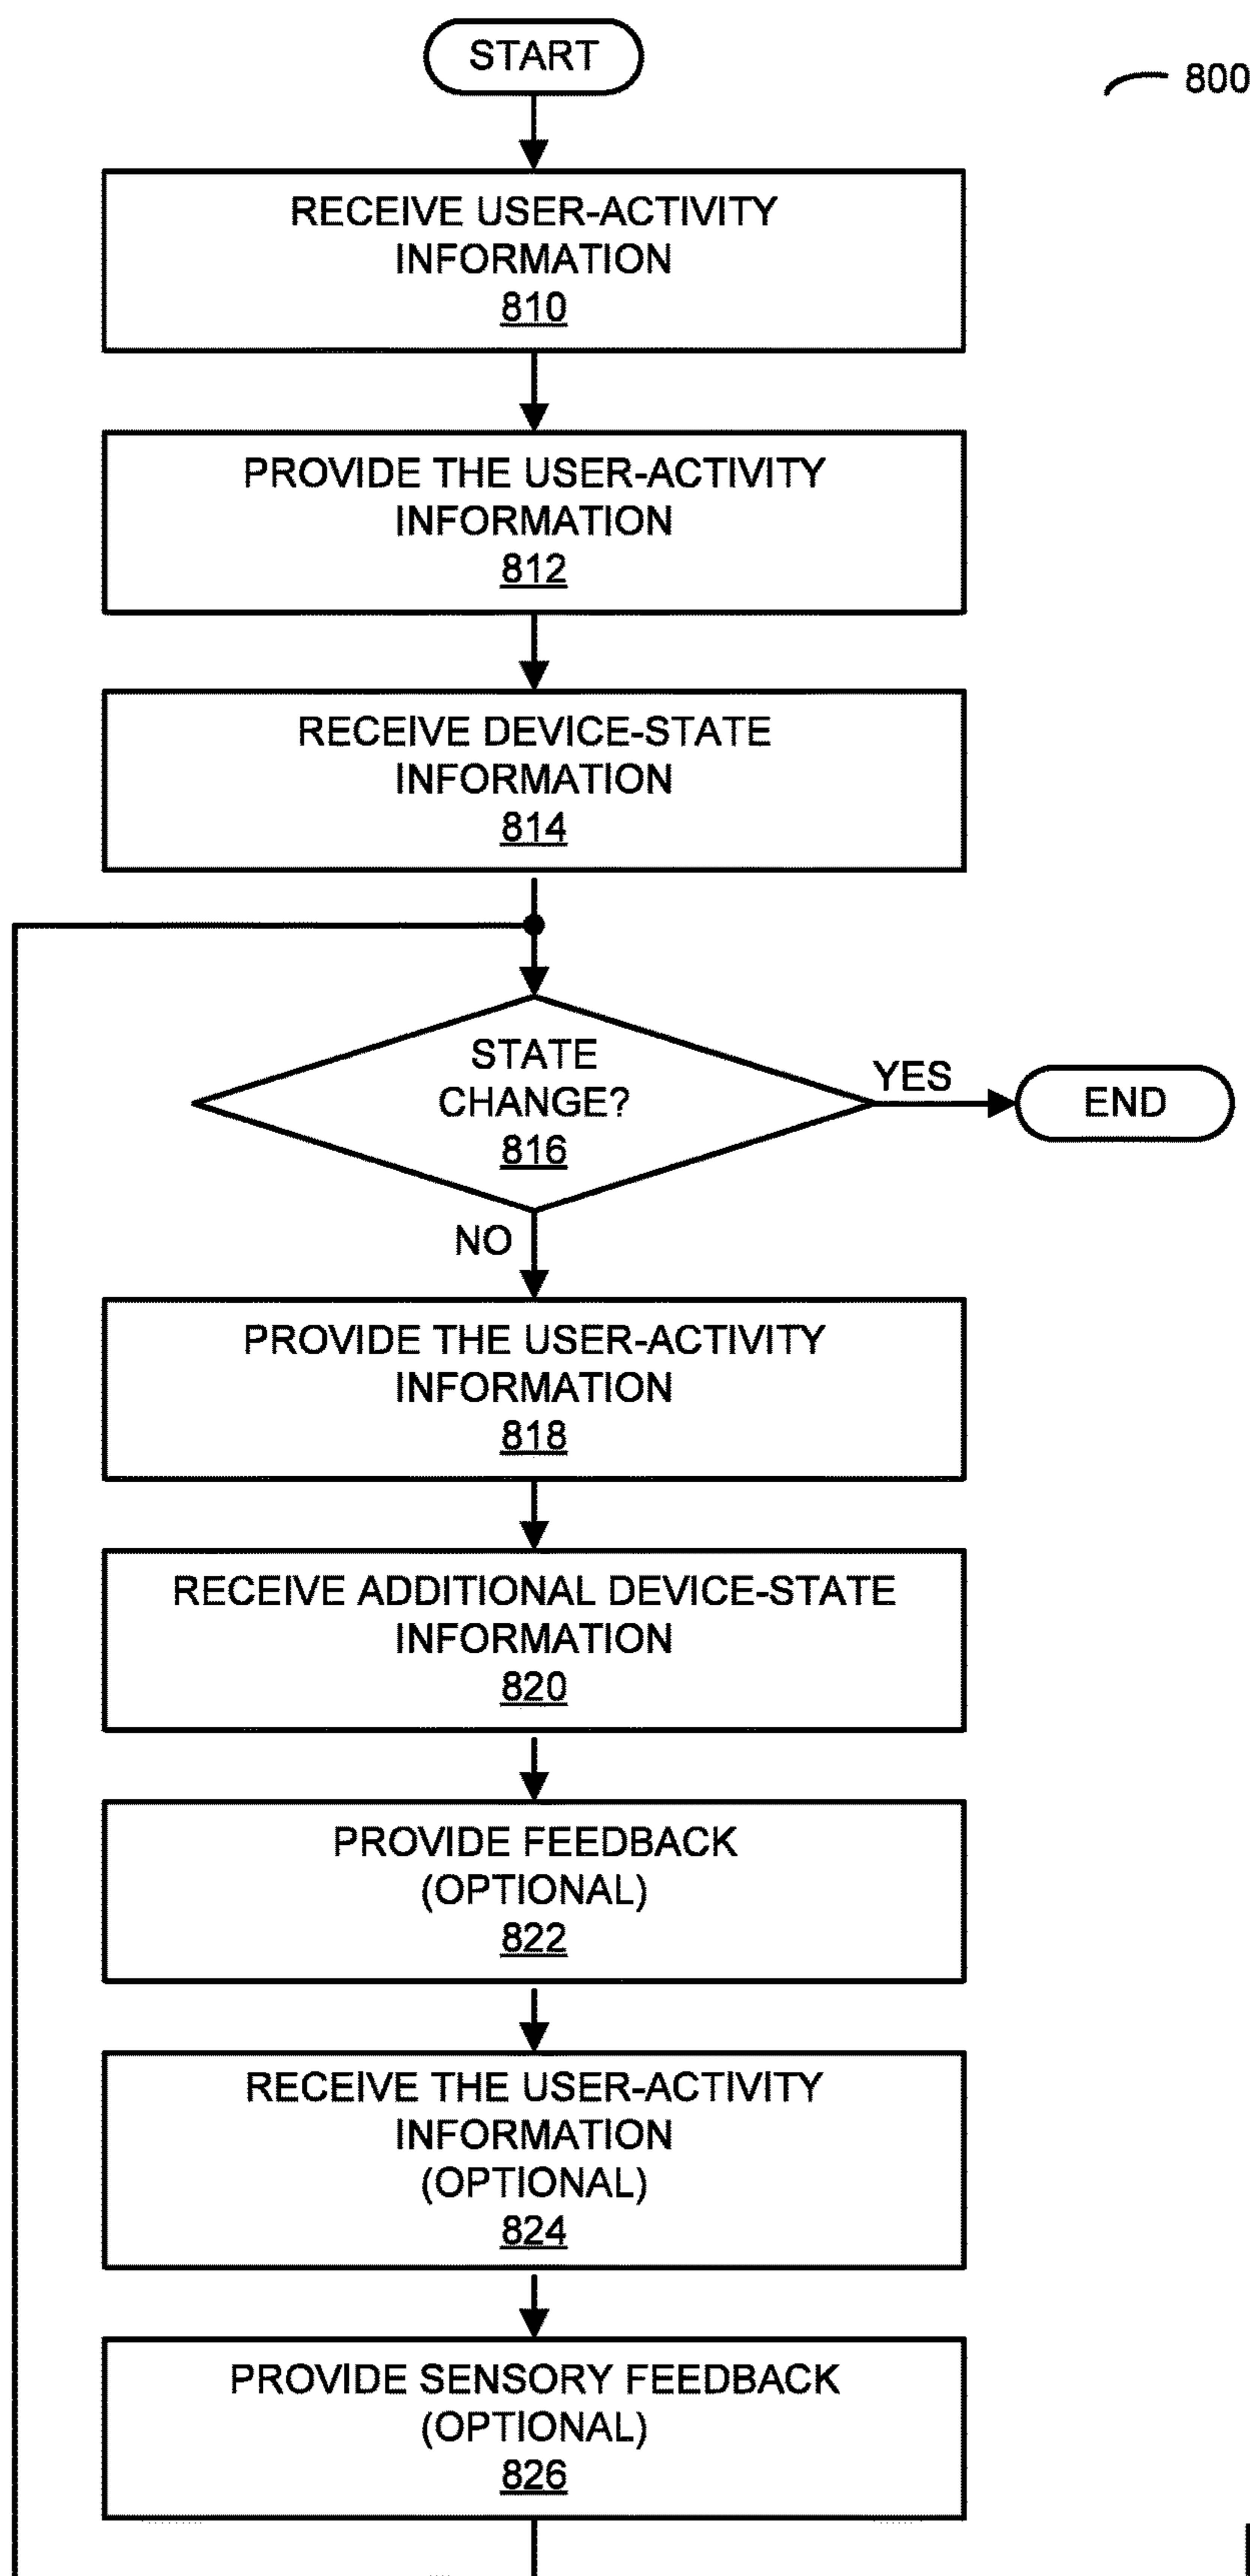 START
800
RECEIVE USER-ACTIVITY
INFORMATION
810
PROVIDE THE USER-ACTIVITY
INFORMATION
812
RECEIVE DEVICE-STATE
INFORMATION
814
STATE
CHANGE?
816
YES
END
NO
PROVIDE THE USER-ACTIVITY
INFORMATION
818
RECEIVE ADDITIONAL DEVICE-STATE
INFORMATION
820
PROVIDE FEEDBACK
(OPTIONAL)
822
RECEIVE THE USER-ACTIVITY
INFORMATION
(OPTIONAL)
824
PROVIDE SENSORY FEEDBACK
(OPTIONAL)
826